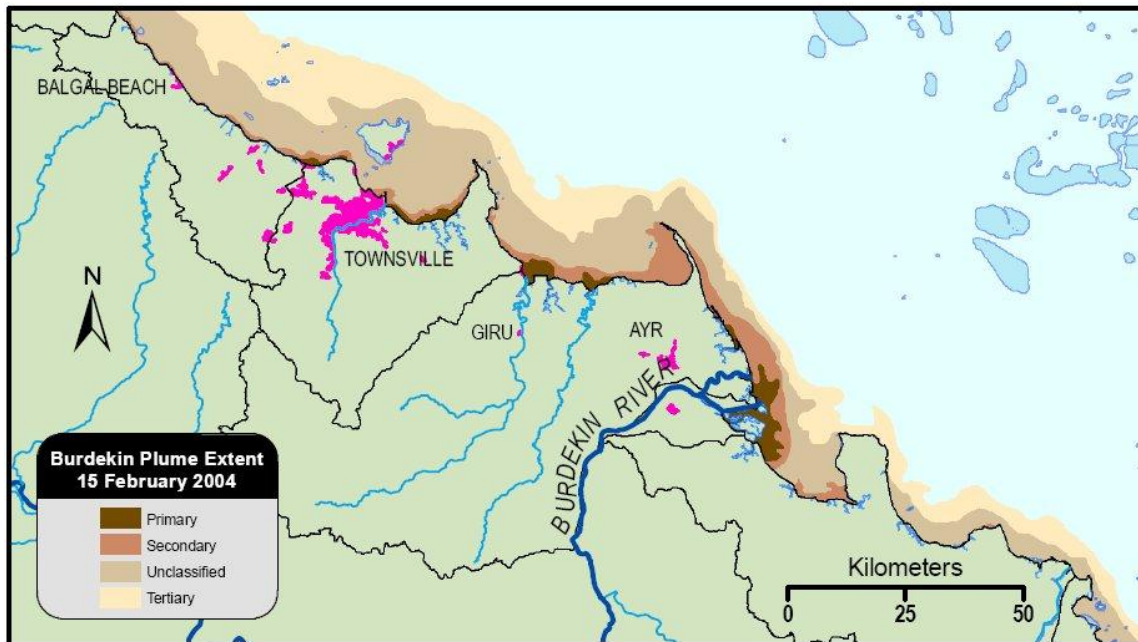 BALGAL BEACH
TOWNSVILLE
N
GIRU
AYR
BURDEKIN RIVER
Burdekin Plume Extent
15 February 2004
Primary
Secondary
Unclassified
Tertiary
Kilometers
0 25 50